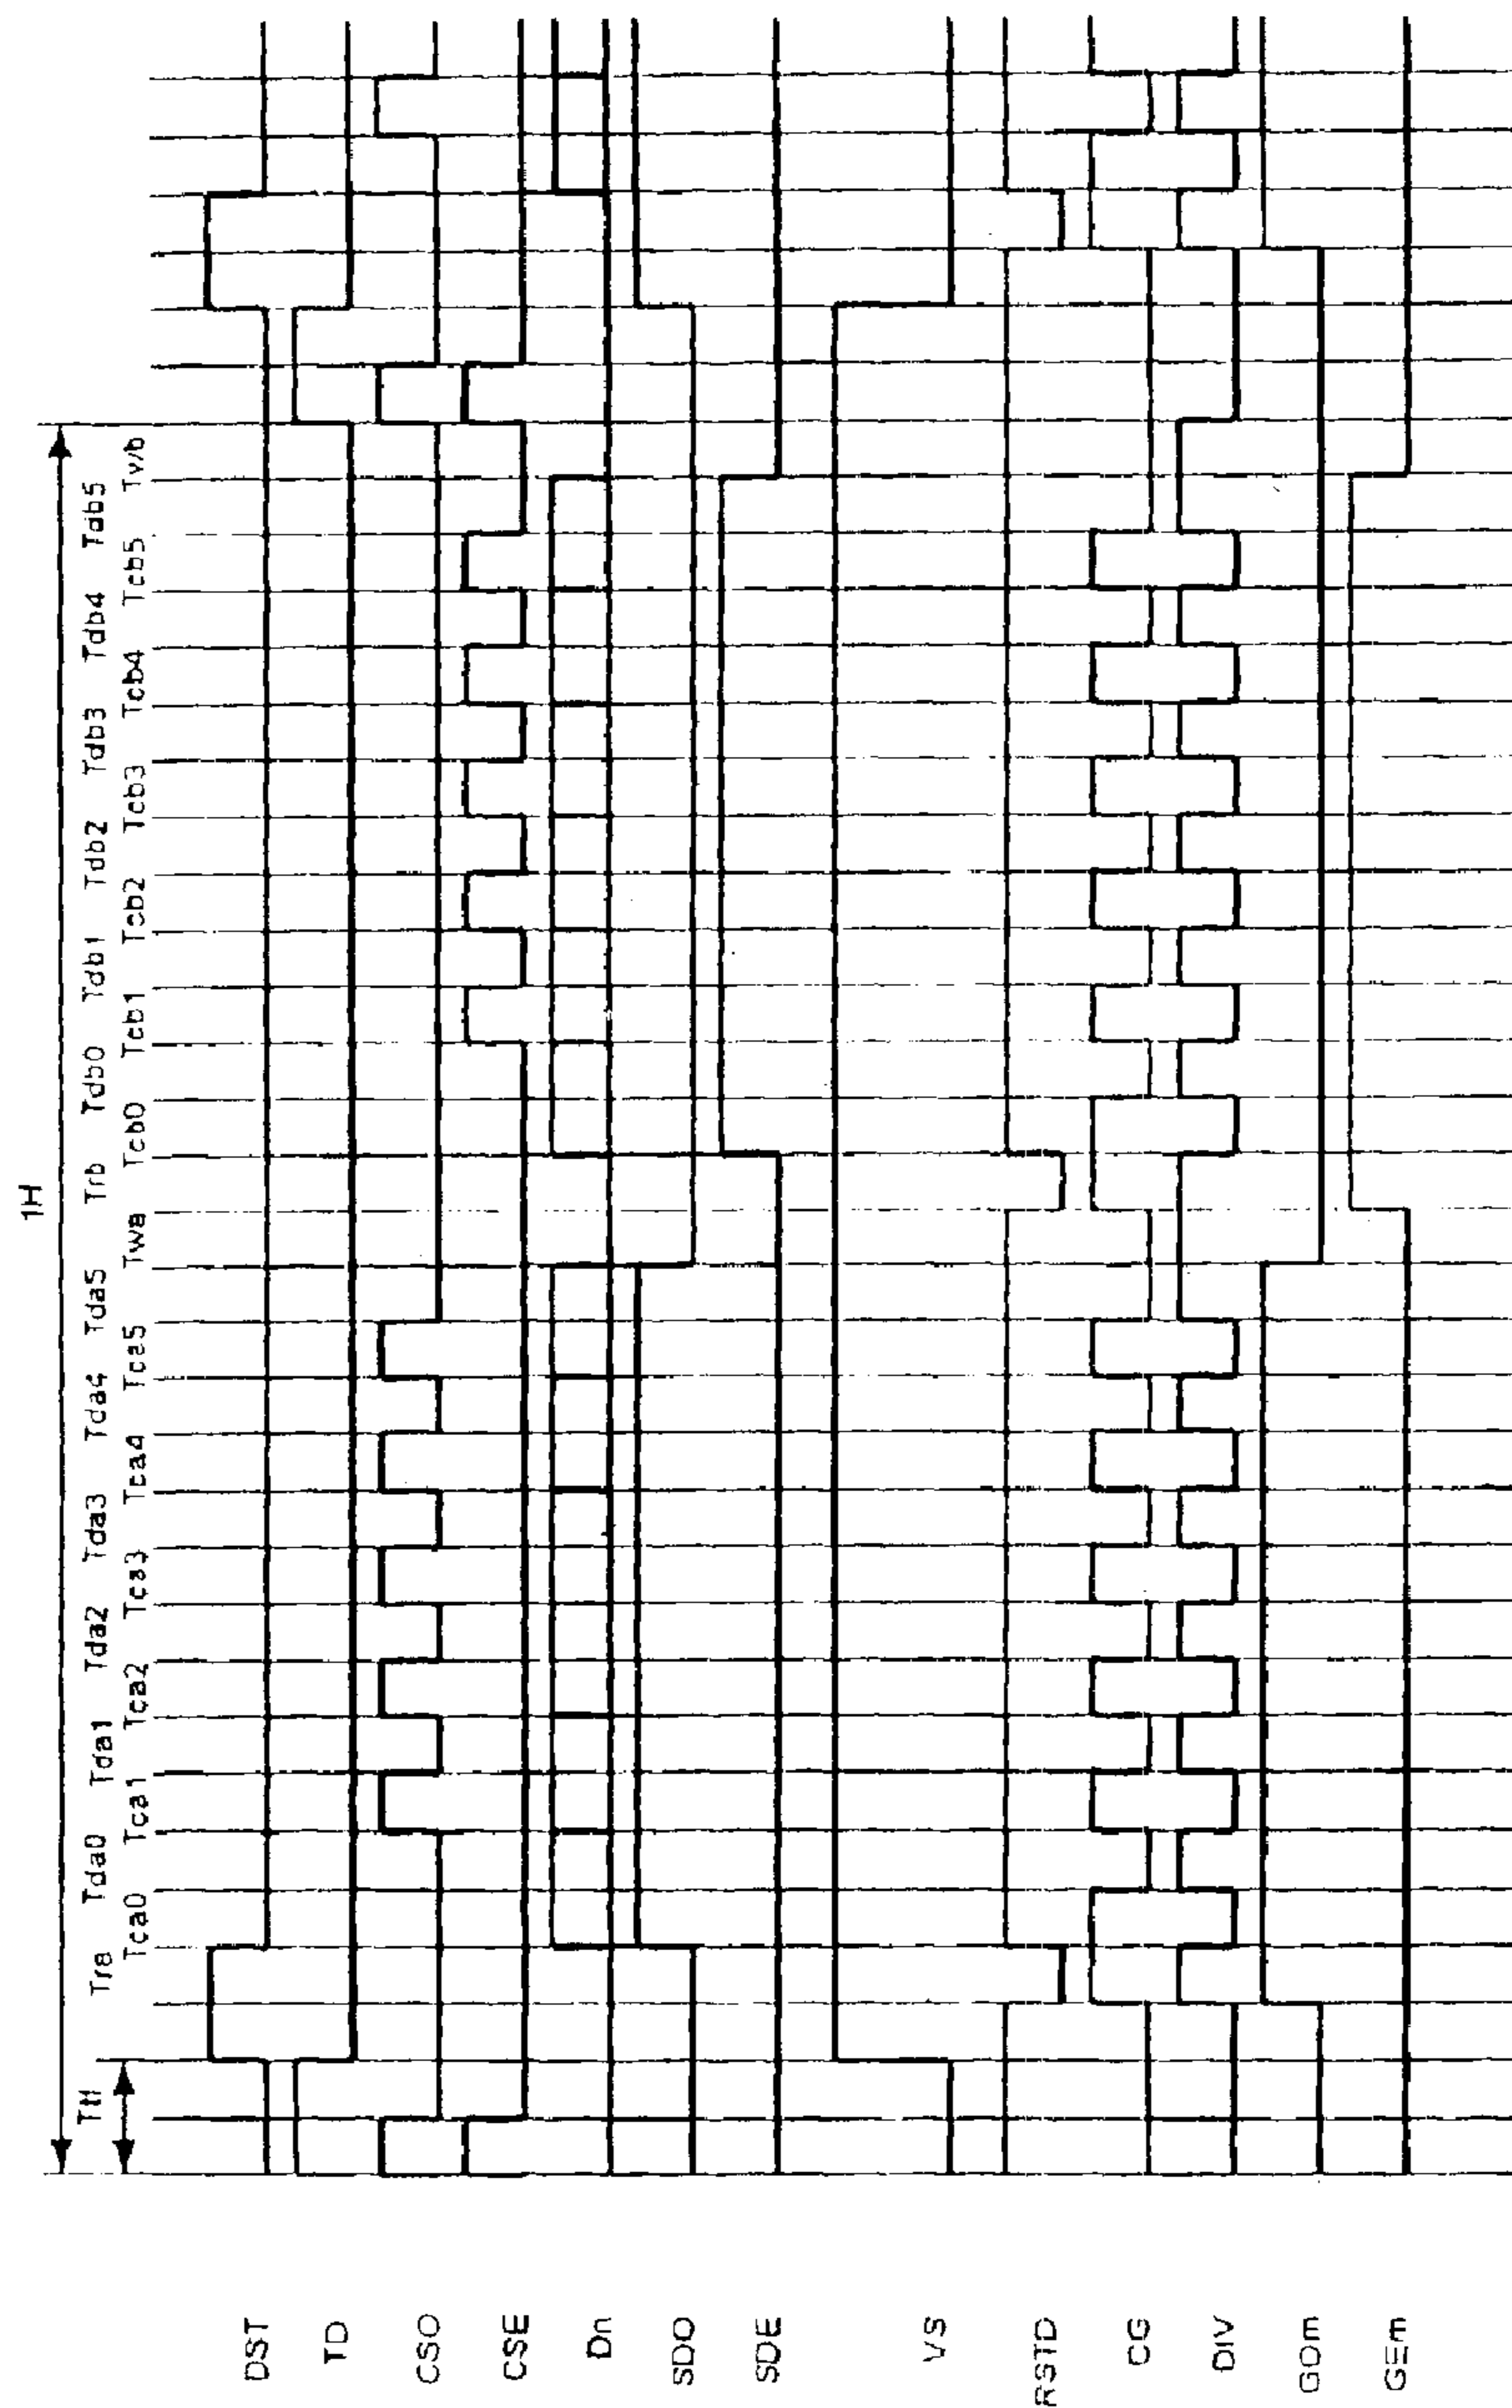 1H
Ttf
Tra Tda0 Tda1 Tda2 Tda3 Tda4 Tda5 Trb Tdb0 Tdb1 Tdb2 Tdb3 Tdb4 Tdb5
Tca0 Tca1 Tca2 Tca3 Tca4 Tca5 Twa Tcb0 Tcb1 Tcb2 Tcb3 Tcb4 Tcb5 Twb
DST
TD
CSO
CSE
Dn
SDO
SDE
VS
RSTD
CG
DIV
GOm
GEm